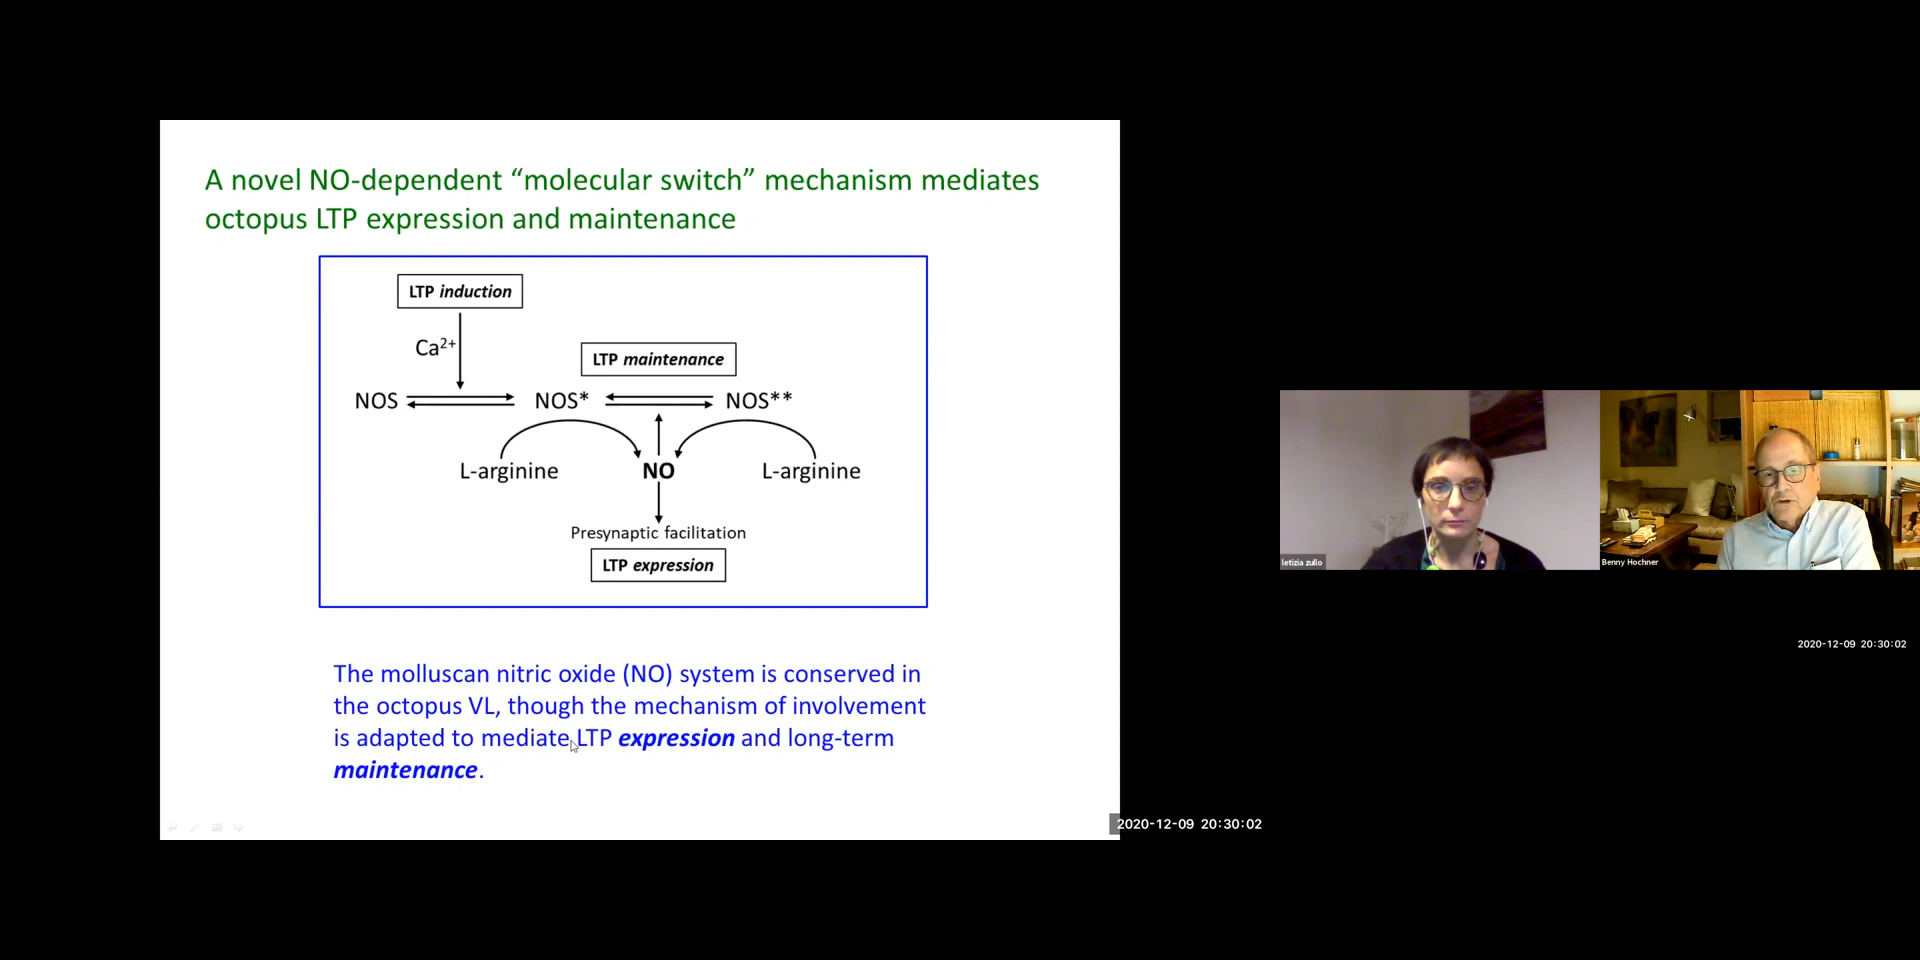 A novel NO-dependent “molecular switch” mechanism mediates
octopus LTP expression and maintenance
LTP induction
Ca²⁺
LTP maintenance
NOS NOS* NOS**
L-arginine NO L-arginine
Presynaptic facilitation
LTP expression
The molluscan nitric oxide (NO) system is conserved in
the octopus VL, though the mechanism of involvement
is adapted to mediate LTP expression and long-term
maintenance.
2020-12-09 20:30:02
letizia zullo
Benny Hochner
2020-12-09 20:30:02